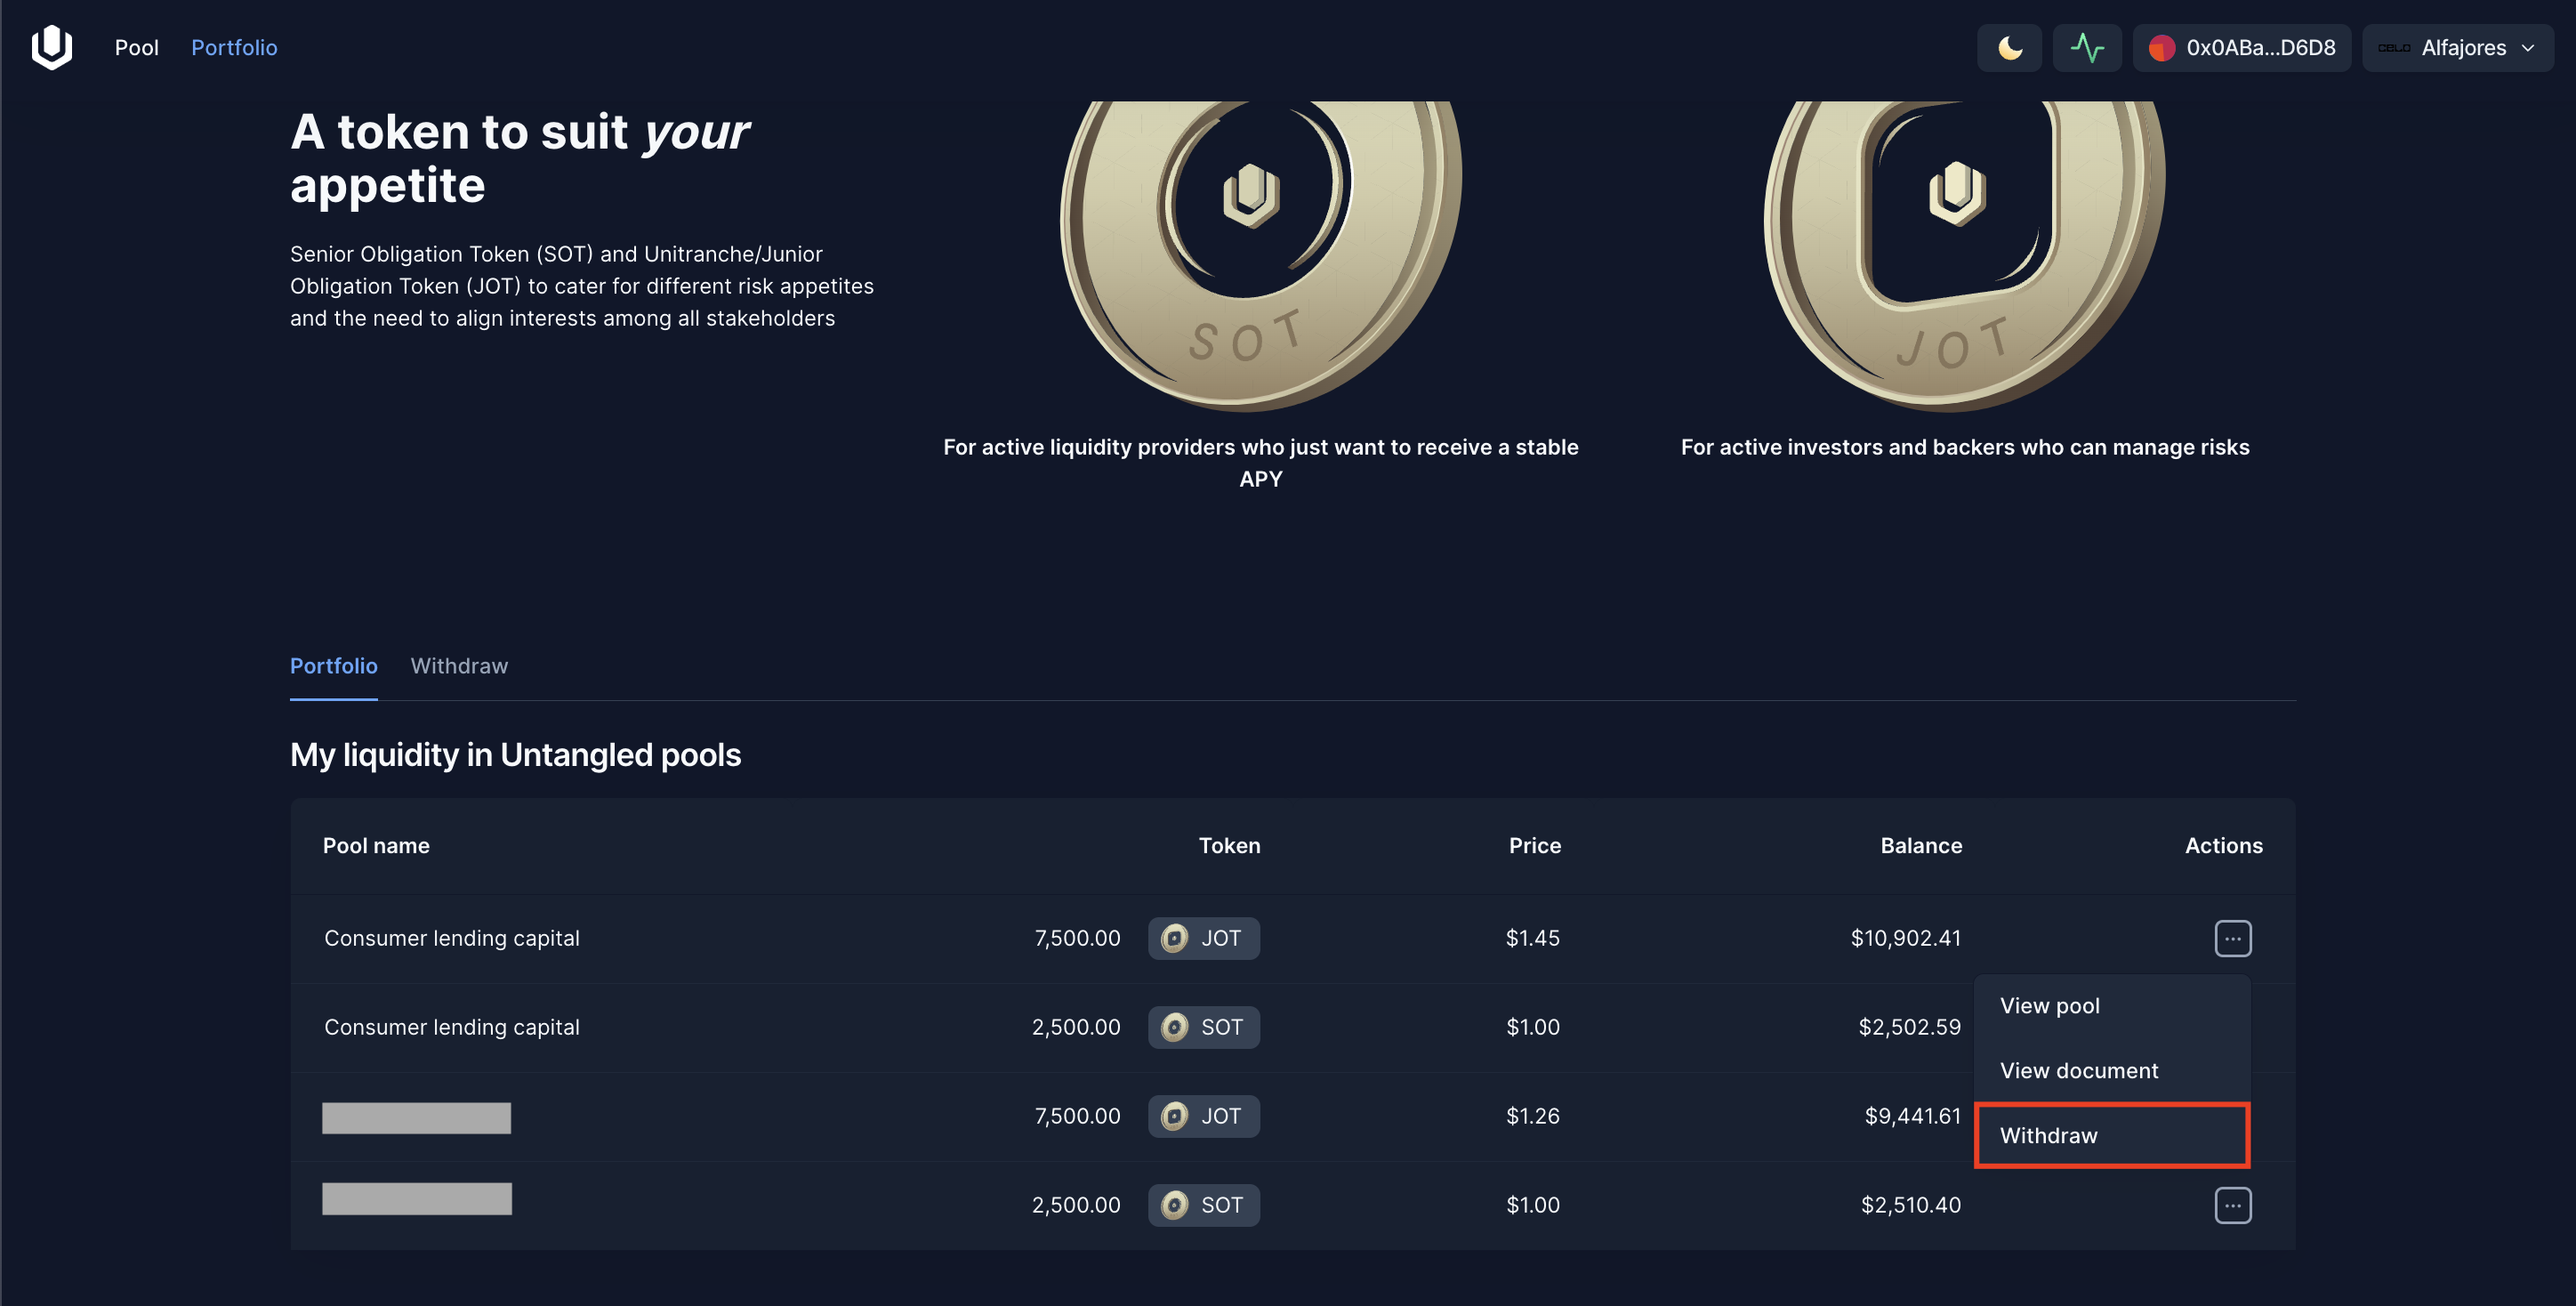 Pool Portfolio 0x0ABa...D6D8 CELO Alfajores
A token to suit your
appetite
Senior Obligation Token (SOT) and Unitranche/Junior
Obligation Token (JOT) to cater for different risk appetites
and the need to align interests among all stakeholders
SOT
JOT
For active liquidity providers who just want to receive a stable
APY
For active investors and backers who can manage risks
Portfolio Withdraw
My liquidity in Untangled pools
Pool name Token Price Balance Actions
Consumer lending capital 7,500.00 JOT $1.45 $10,902.41
View pool
Consumer lending capital 2,500.00 SOT $1.00 $2,502.59
View document
7,500.00 JOT $1.26 $9,441.61
Withdraw
2,500.00 SOT $1.00 $2,510.40